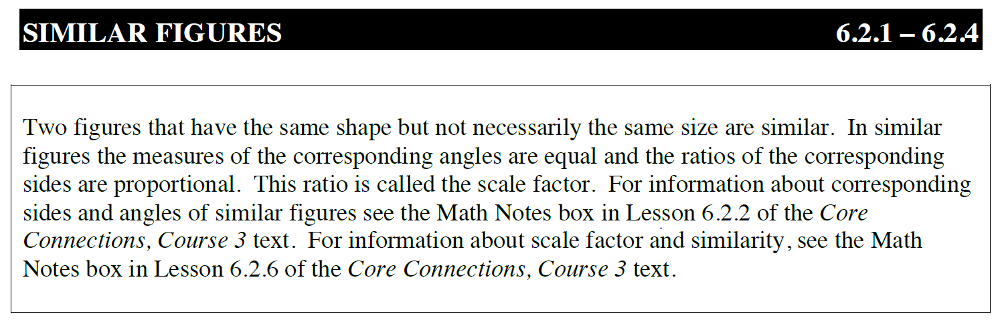 SIMILAR FIGURES 6.2.1 – 6.2.4
Two figures that have the same shape but not necessarily the same size are similar.  In similar
figures the measures of the corresponding angles are equal and the ratios of the corresponding
sides are proportional.  This ratio is called the scale factor.  For information about corresponding
sides and angles of similar figures see the Math Notes box in Lesson 6.2.2 of the Core
Connections, Course 3 text.  For information about scale factor and similarity, see the Math
Notes box in Lesson 6.2.6 of the Core Connections, Course 3 text.